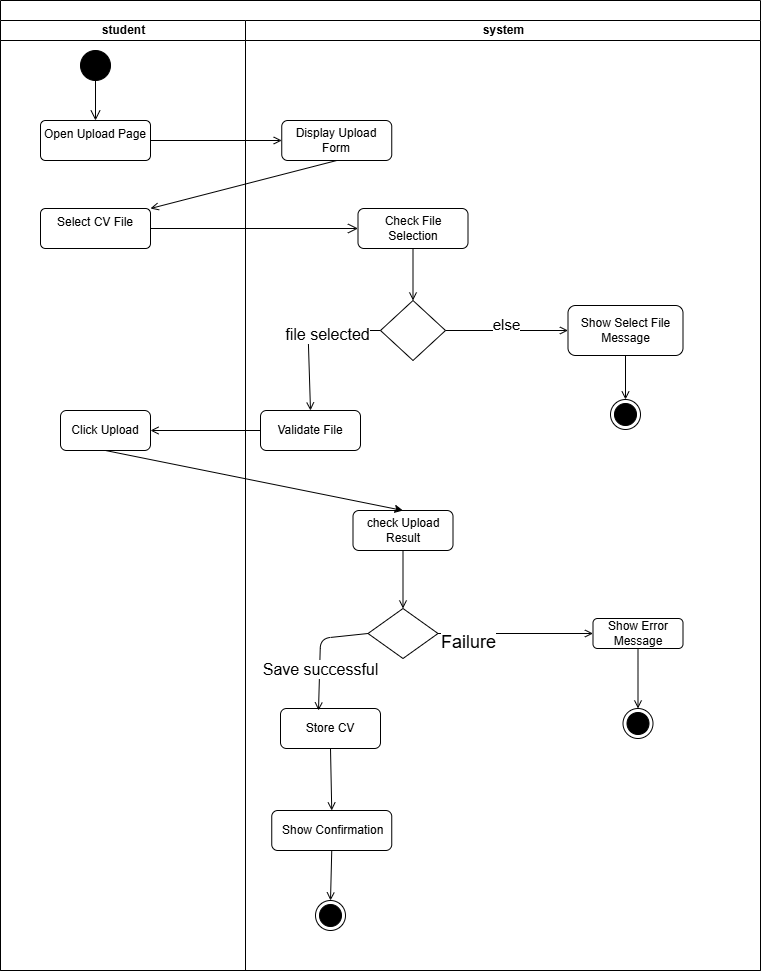 student
system
Open Upload Page
Display Upload
Form
Select CV File
Check File
Selection
file selected
else
Show Select File
Message
Click Upload
Validate File
check Upload
Result
Failure
Show Error
Message
Save successful
Store CV
Show Confirmation